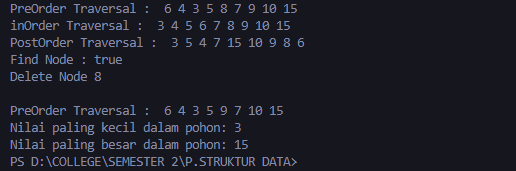 PreOrder Traversal :  6 4 3 5 8 7 9 10 15
inOrder Traversal :  3 4 5 6 7 8 9 10 15
PostOrder Traversal :  3 5 4 7 15 10 9 8 6
Find Node : true
Delete Node 8
PreOrder Traversal :  6 4 3 5 9 7 10 15
Nilai paling kecil dalam pohon: 3
Nilai paling besar dalam pohon: 15
PS D:\COLLEGE\SEMESTER 2\P.STRUKTUR DATA>